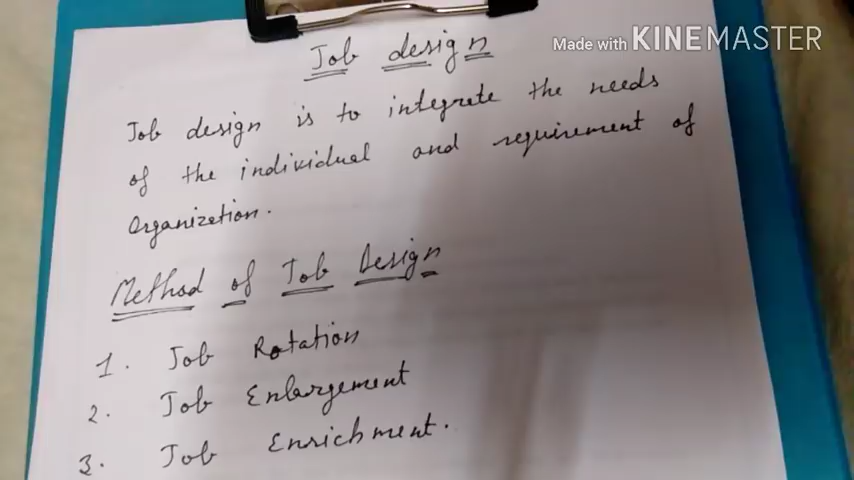 Made with KINEMASTER
Job design
Job design is to integrete the needs
of the individual and requirement of
Organization.
Method of Job Design
1. Job Rotation
2. Job Enlargement
3. Job Enrichment.